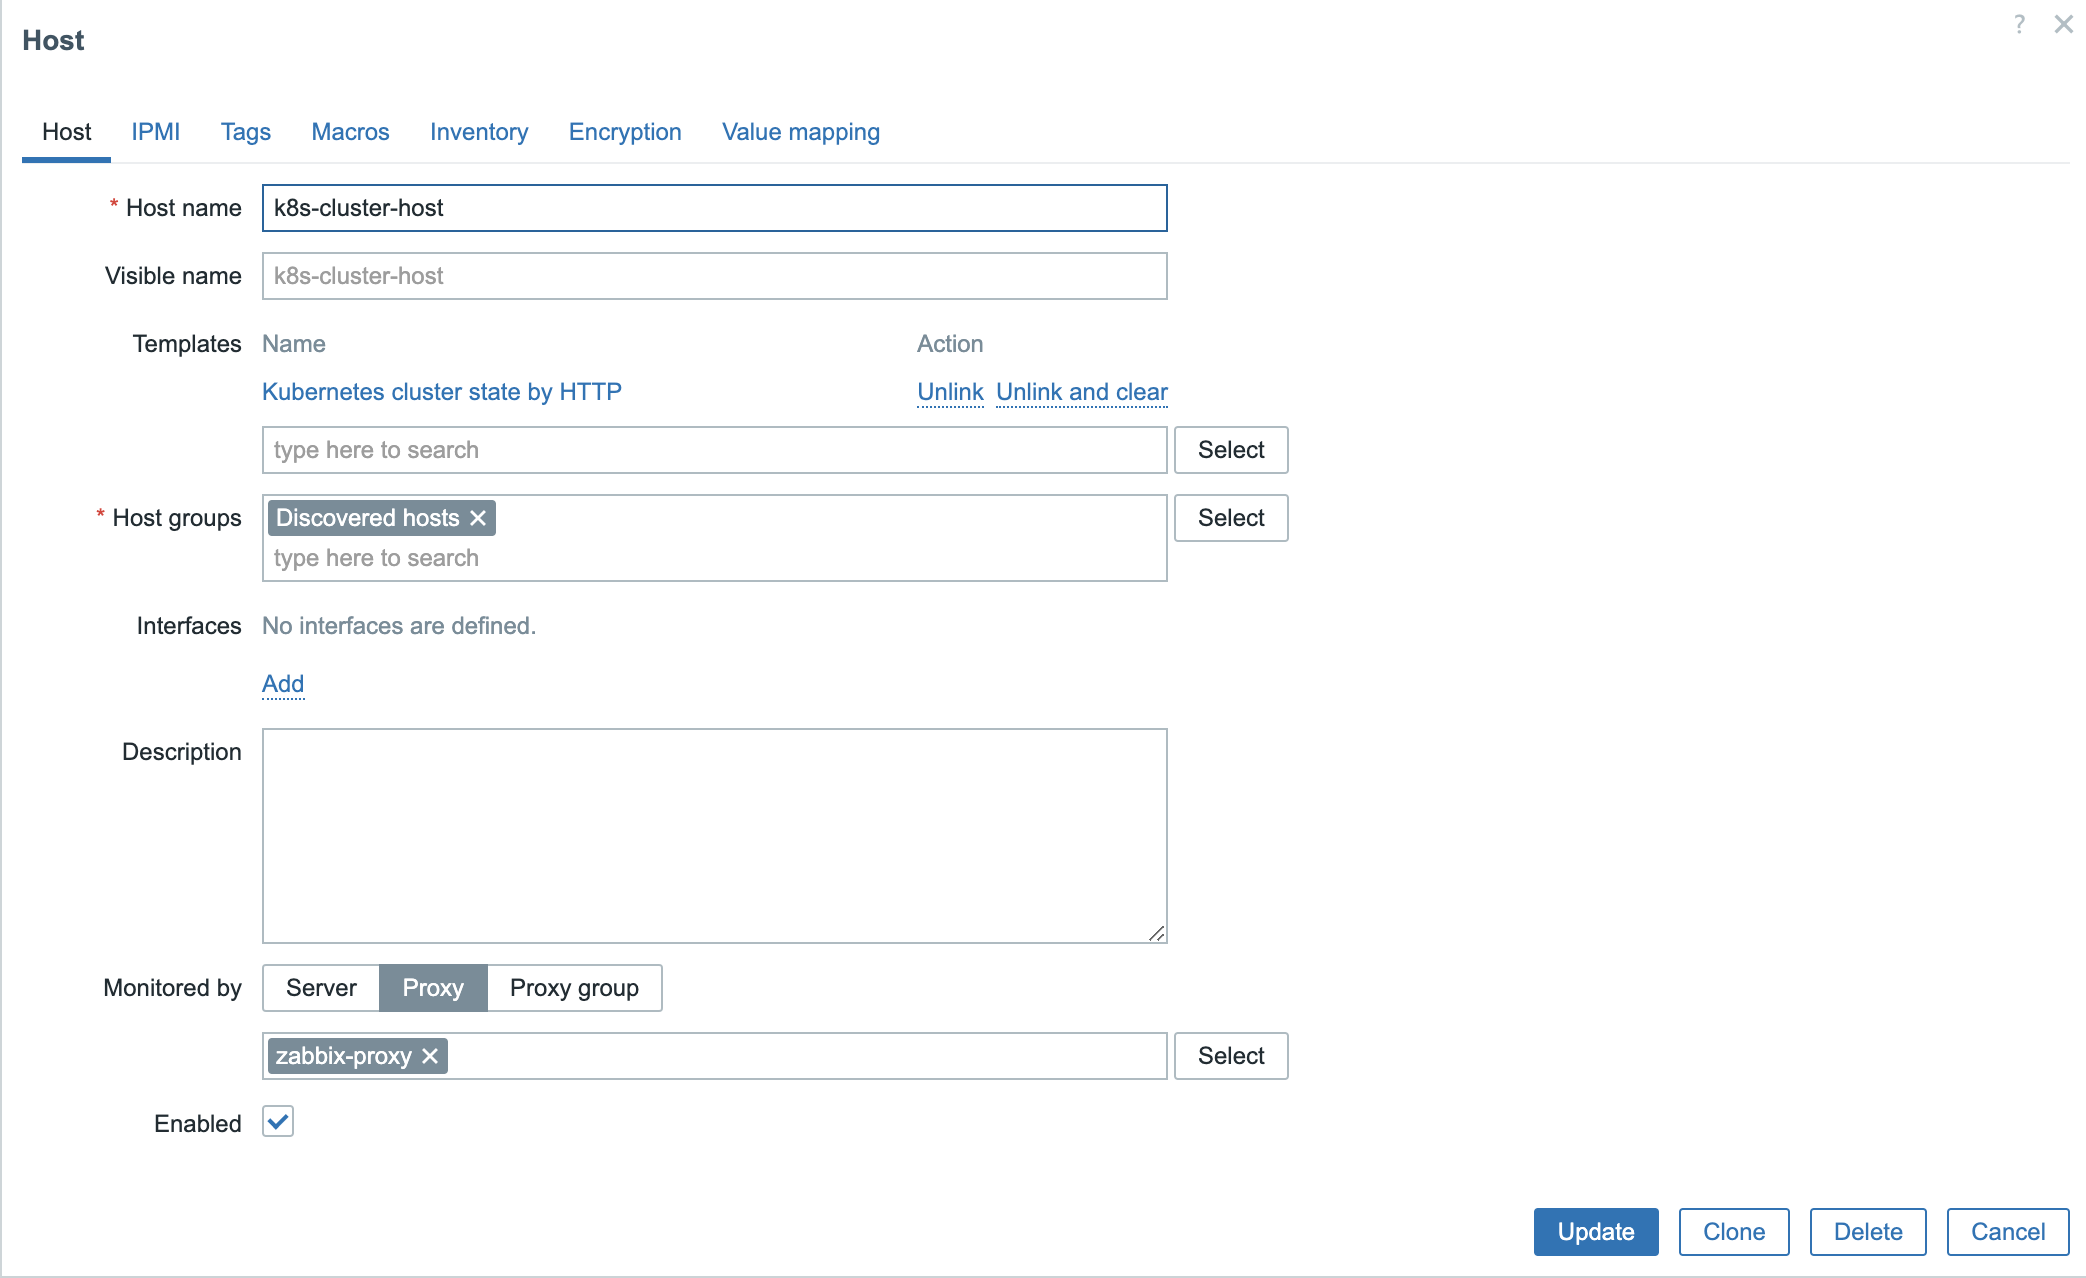 Host
?
Host IPMI Tags Macros Inventory Encryption Value mapping
* Host name k8s-cluster-host
Visible name k8s-cluster-host
Templates Name Action
Kubernetes cluster state by HTTP Unlink Unlink and clear
type here to search Select
* Host groups Discovered hosts Select
type here to search
Interfaces No interfaces are defined.
Add
Description
Monitored by Server Proxy Proxy group
zabbix-proxy Select
Enabled
Update Clone Delete Cancel